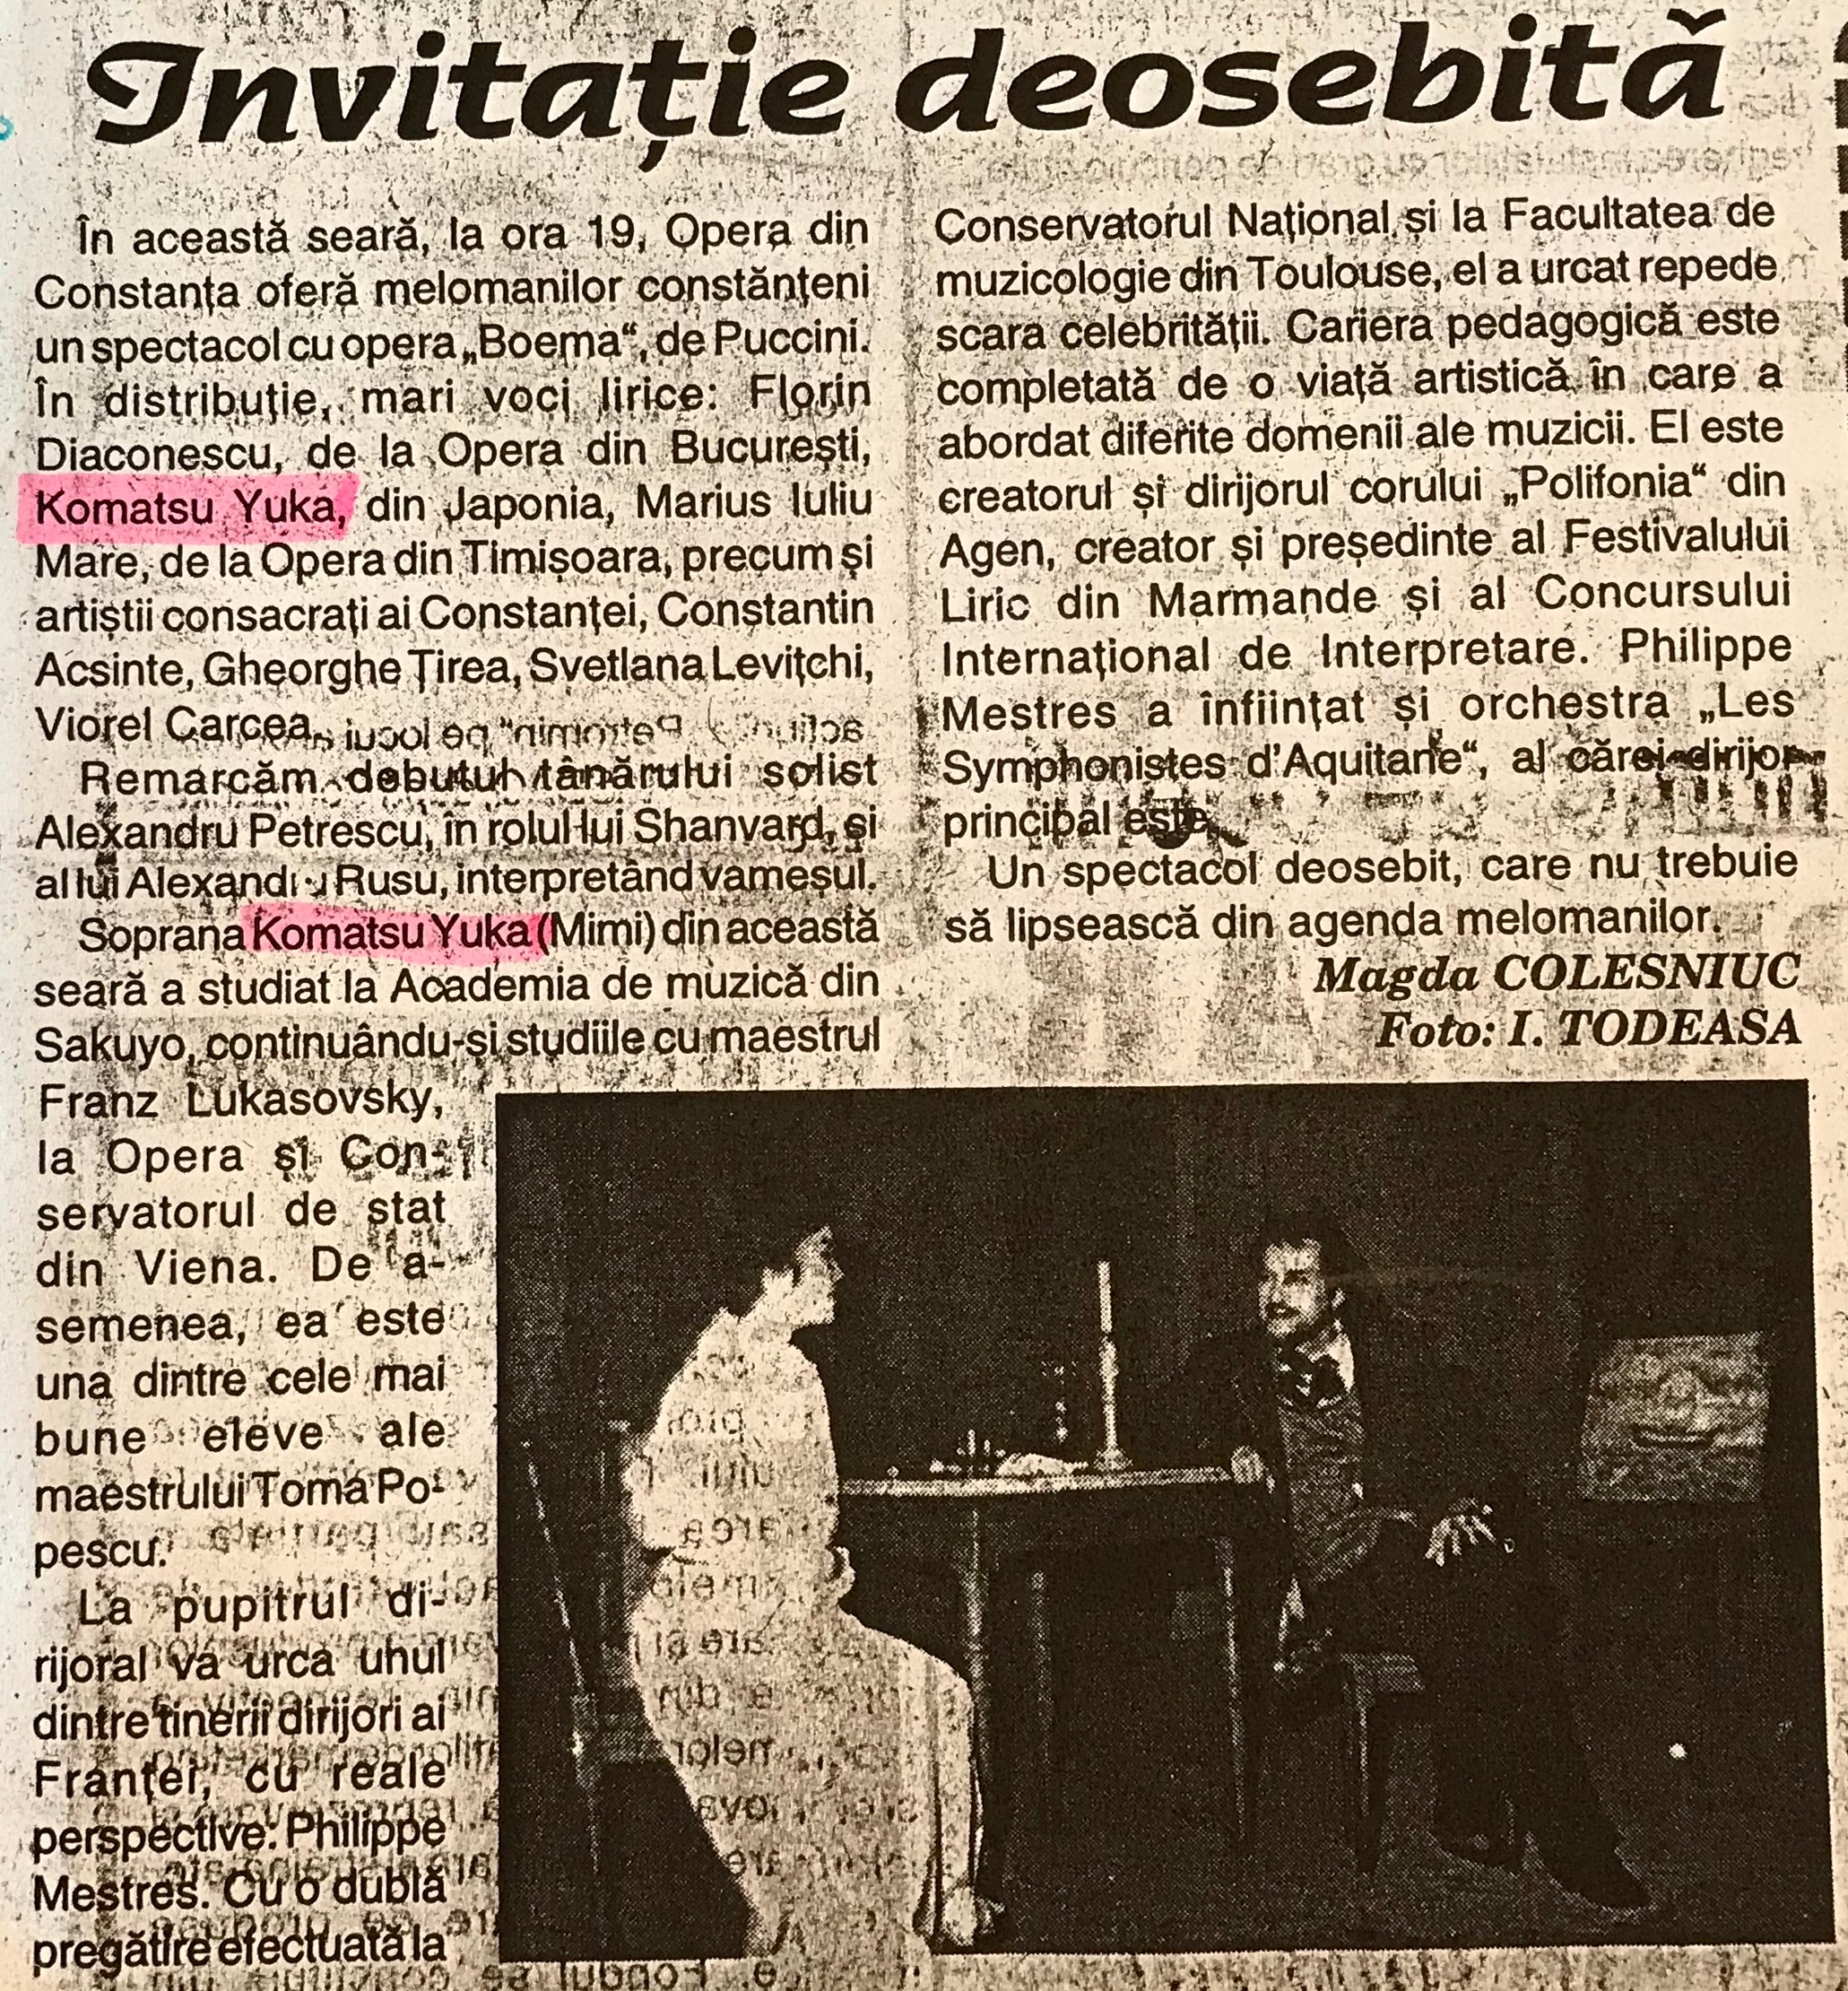 Invitație deosebită
În această seară, la ora 19, Opera din
Constanța oferă melomanilor constănțeni
un spectacol cu opera „Boema“, de Puccini.
În distribuție, mari voci lirice: Florin
Diaconescu, de la Opera din București,
Komatsu Yuka, din Japonia, Marius Iuliu
Mare, de la Opera din Timișoara, precum și
artiștii consacrați ai Constanței, Constantin
Acsinte, Gheorghe Țirea, Svetlana Levițchi,
Viorel Carcea.
Remarcăm debutul tânărului solist
Alexandru Petrescu, în rolul lui Shanvard, și
al lui Alexandru Rusu, interpretând vameșul.
Soprana Komatsu Yuka (Mimi) din această
seară a studiat la Academia de muzică din
Sakuyo, continuându-și studiile cu maestrul
Franz Lukasovsky,
la Opera și Con-
servatorul de stat
din Viena. De a-
semenea, ea este
una dintre cele mai
bune eleve ale
maestrului Toma Po-
pescu.
La pupitrul di-
rijoral va urca unul
dintre tinerii dirijori ai
Franței, cu reale
perspective: Philippe
Mestres. Cu o dublă
pregătire efectuată la
Conservatorul Național și la Facultatea de
muzicologie din Toulouse, el a urcat repede
scara celebrității. Cariera pedagogică este
completată de o viață artistică în care a
abordat diferite domenii ale muzicii. El este
creatorul și dirijorul corului „Polifonia“ din
Agen, creator și președinte al Festivalului
Liric din Marmande și al Concursului
Internațional de Interpretare. Philippe
Mestres a înființat și orchestra „Les
Symphonistes d’Aquitane“, al cărei dirijor
principal este.
Un spectacol deosebit, care nu trebuie
să lipsească din agenda melomanilor.
Magda COLESNIUC
Foto: I. TODEASA